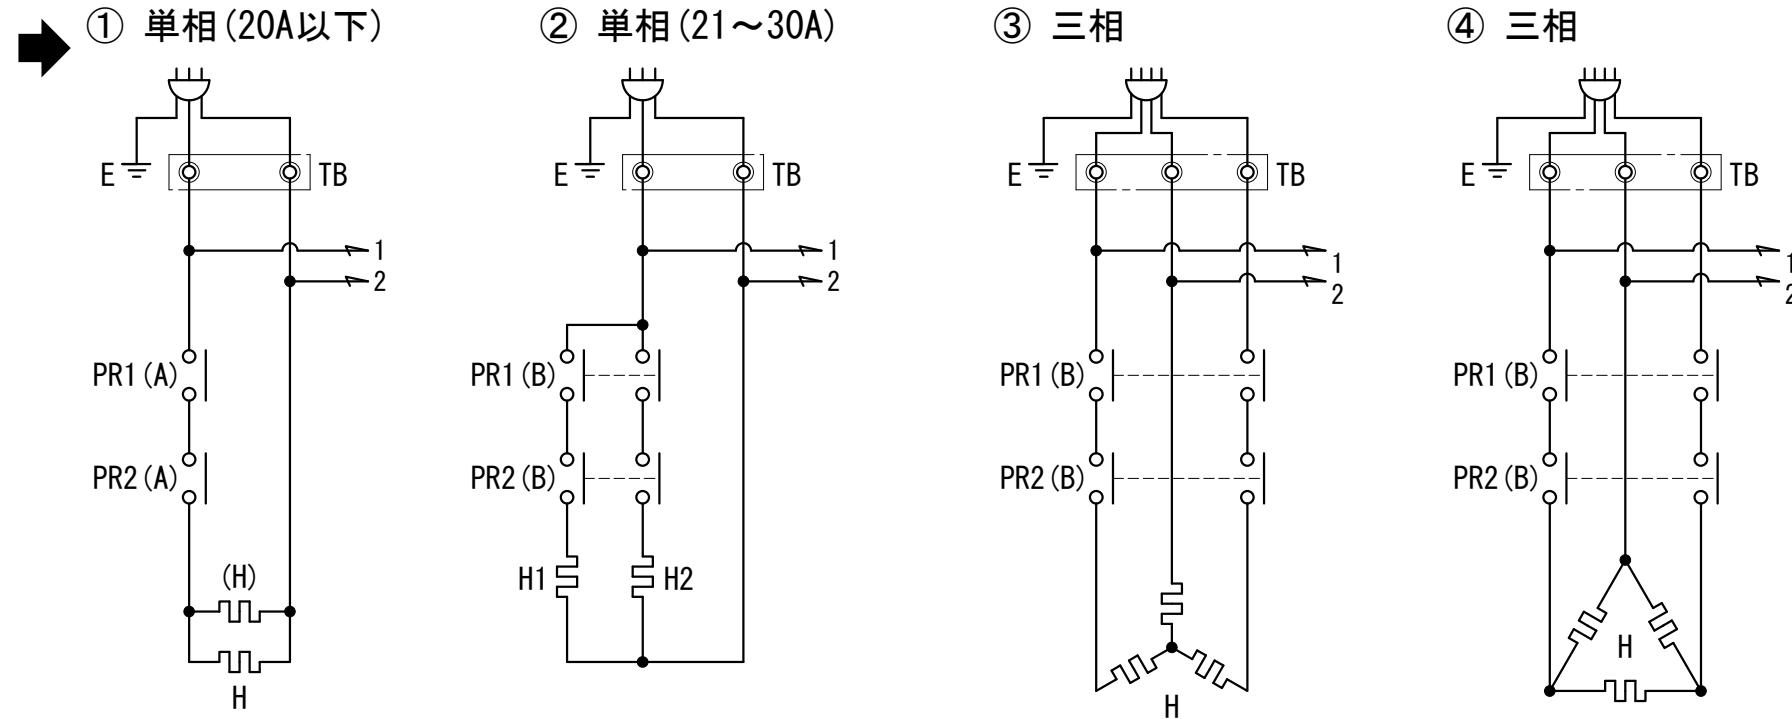 ① 単相(20A以下)
E
TB
1
2
PR1(A)
PR2(A)
(H)
H
② 単相(21～30A)
E
TB
1
2
PR1(B)
PR2(B)
H1
H2
③ 三相
E
TB
1
2
PR1(B)
PR2(B)
H
④ 三相
E
TB
1
2
PR1(B)
PR2(B)
H